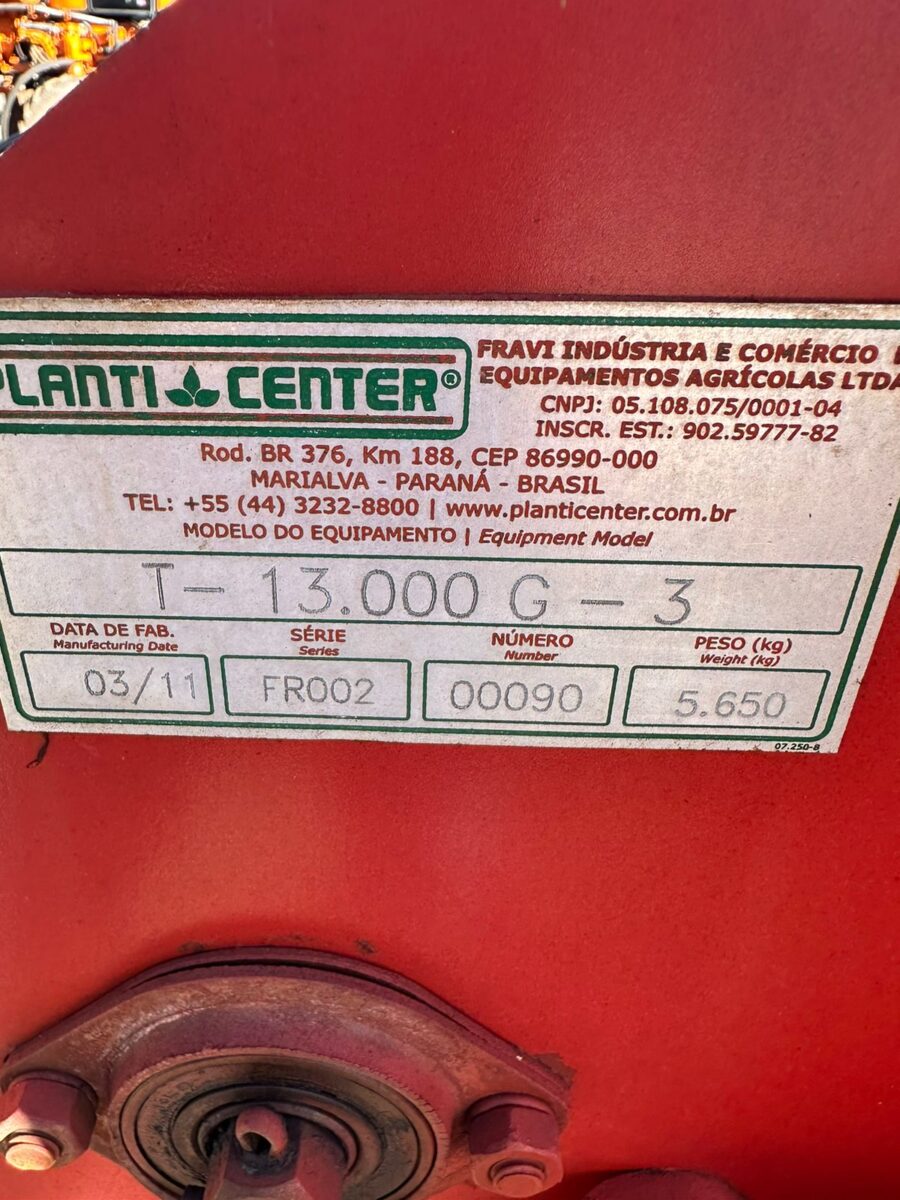 PLANTI CENTER®
FRAVI INDÚSTRIA E COMÉRCIO
EQUIPAMENTOS AGRÍCOLAS LTDA
CNPJ: 05.108.075/0001-04
INSCR. EST.: 902.59777-82
Rod. BR 376, Km 188, CEP 86990-000
MARIALVA - PARANÁ - BRASIL
TEL: +55 (44) 3232-8800 | www.planticenter.com.br
MODELO DO EQUIPAMENTO | Equipment Model
T - 13.000 G - 3
DATA DE FAB. SÉRIE NÚMERO PESO (kg)
Manufacturing Date Series Number Weight (kg)
03/11 FR002 00090 5.650
07.250-8